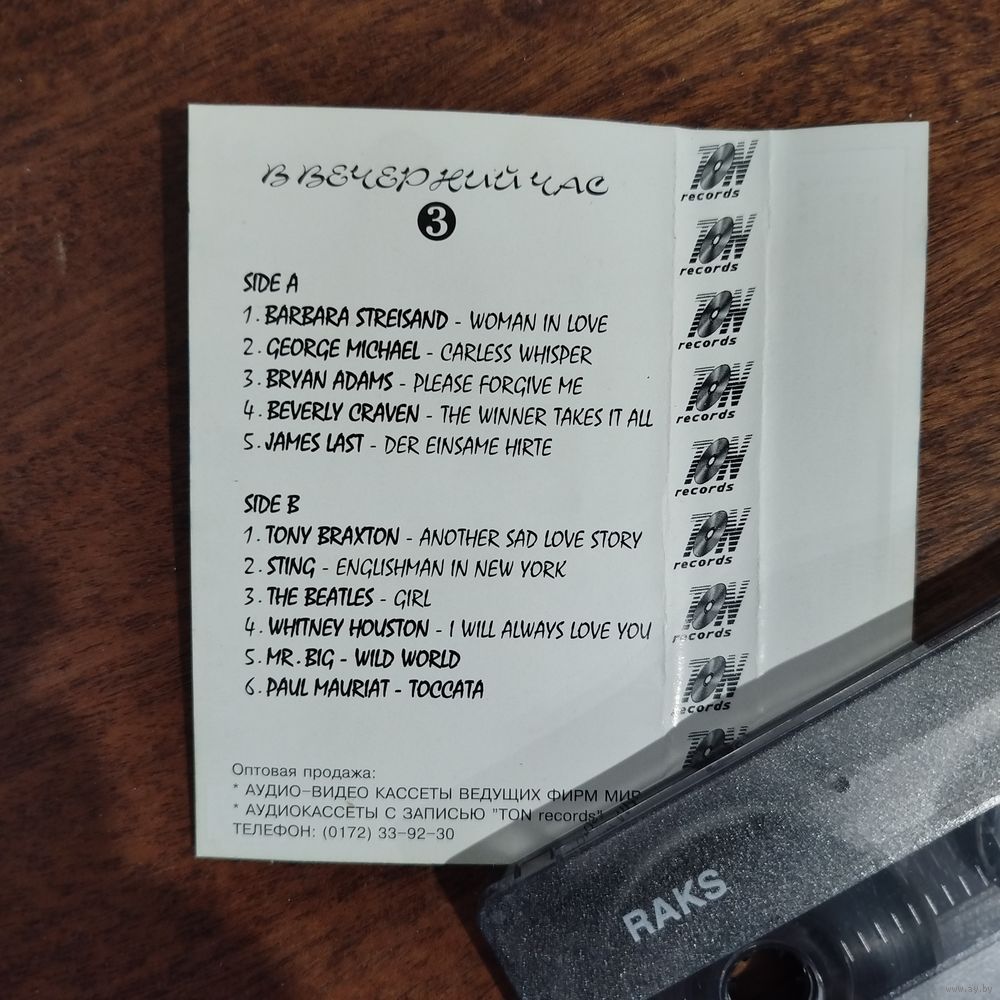 В ВЕЧЕРНИЙ ЧАС
3
SIDE A
1. BARBARA STREISAND - WOMAN IN LOVE
2. GEORGE MICHAEL - CARLESS WHISPER
3. BRYAN ADAMS - PLEASE FORGIVE ME
4. BEVERLY CRAVEN - THE WINNER TAKES IT ALL
5. JAMES LAST - DER EINSAME HIRTE
SIDE B
1. TONY BRAXTON - ANOTHER SAD LOVE STORY
2. STING - ENGLISHMAN IN NEW YORK
3. THE BEATLES - GIRL
4. WHITNEY HOUSTON - I WILL ALWAYS LOVE YOU
5. MR. BIG - WILD WORLD
6. PAUL MAURIAT - TOCCATA
Оптовая продажа:
* АУДИО-ВИДЕО КАССЕТЫ ВЕДУЩИХ ФИРМ МИР
* АУДИОКАССЕТЫ С ЗАПИСЬЮ "TON records"
ТЕЛЕФОН: (0172) 33-92-30
TON records
TON records
TON records
TON records
TON records
TON records
TON records
TON records
TON
RAKS
www.ay.by